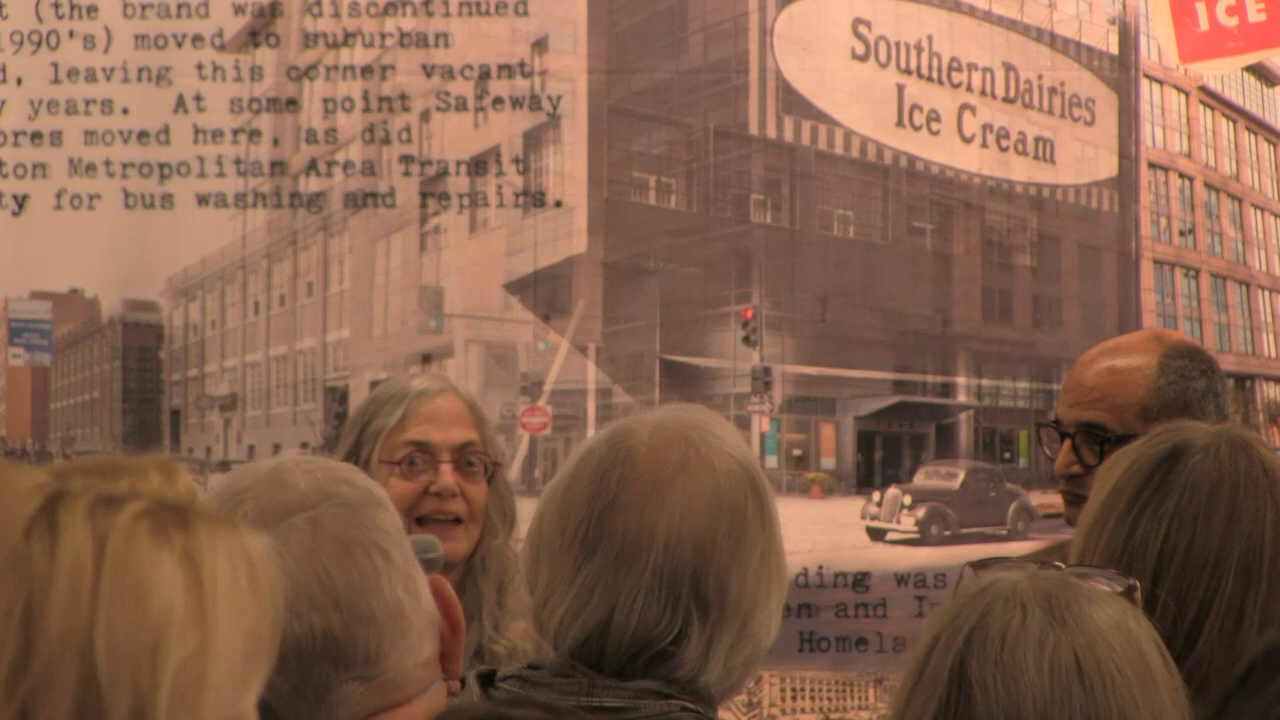 t (the brand was discontinued
1990's) moved to suburban
d, leaving this corner vacant
y years. At some point Safeway
ores moved here, as did
ton Metropolitan Area Transit
ty for bus washing and repairs.
Southern Dairies
Ice Cream
ICE
ding was
en and I
Homela